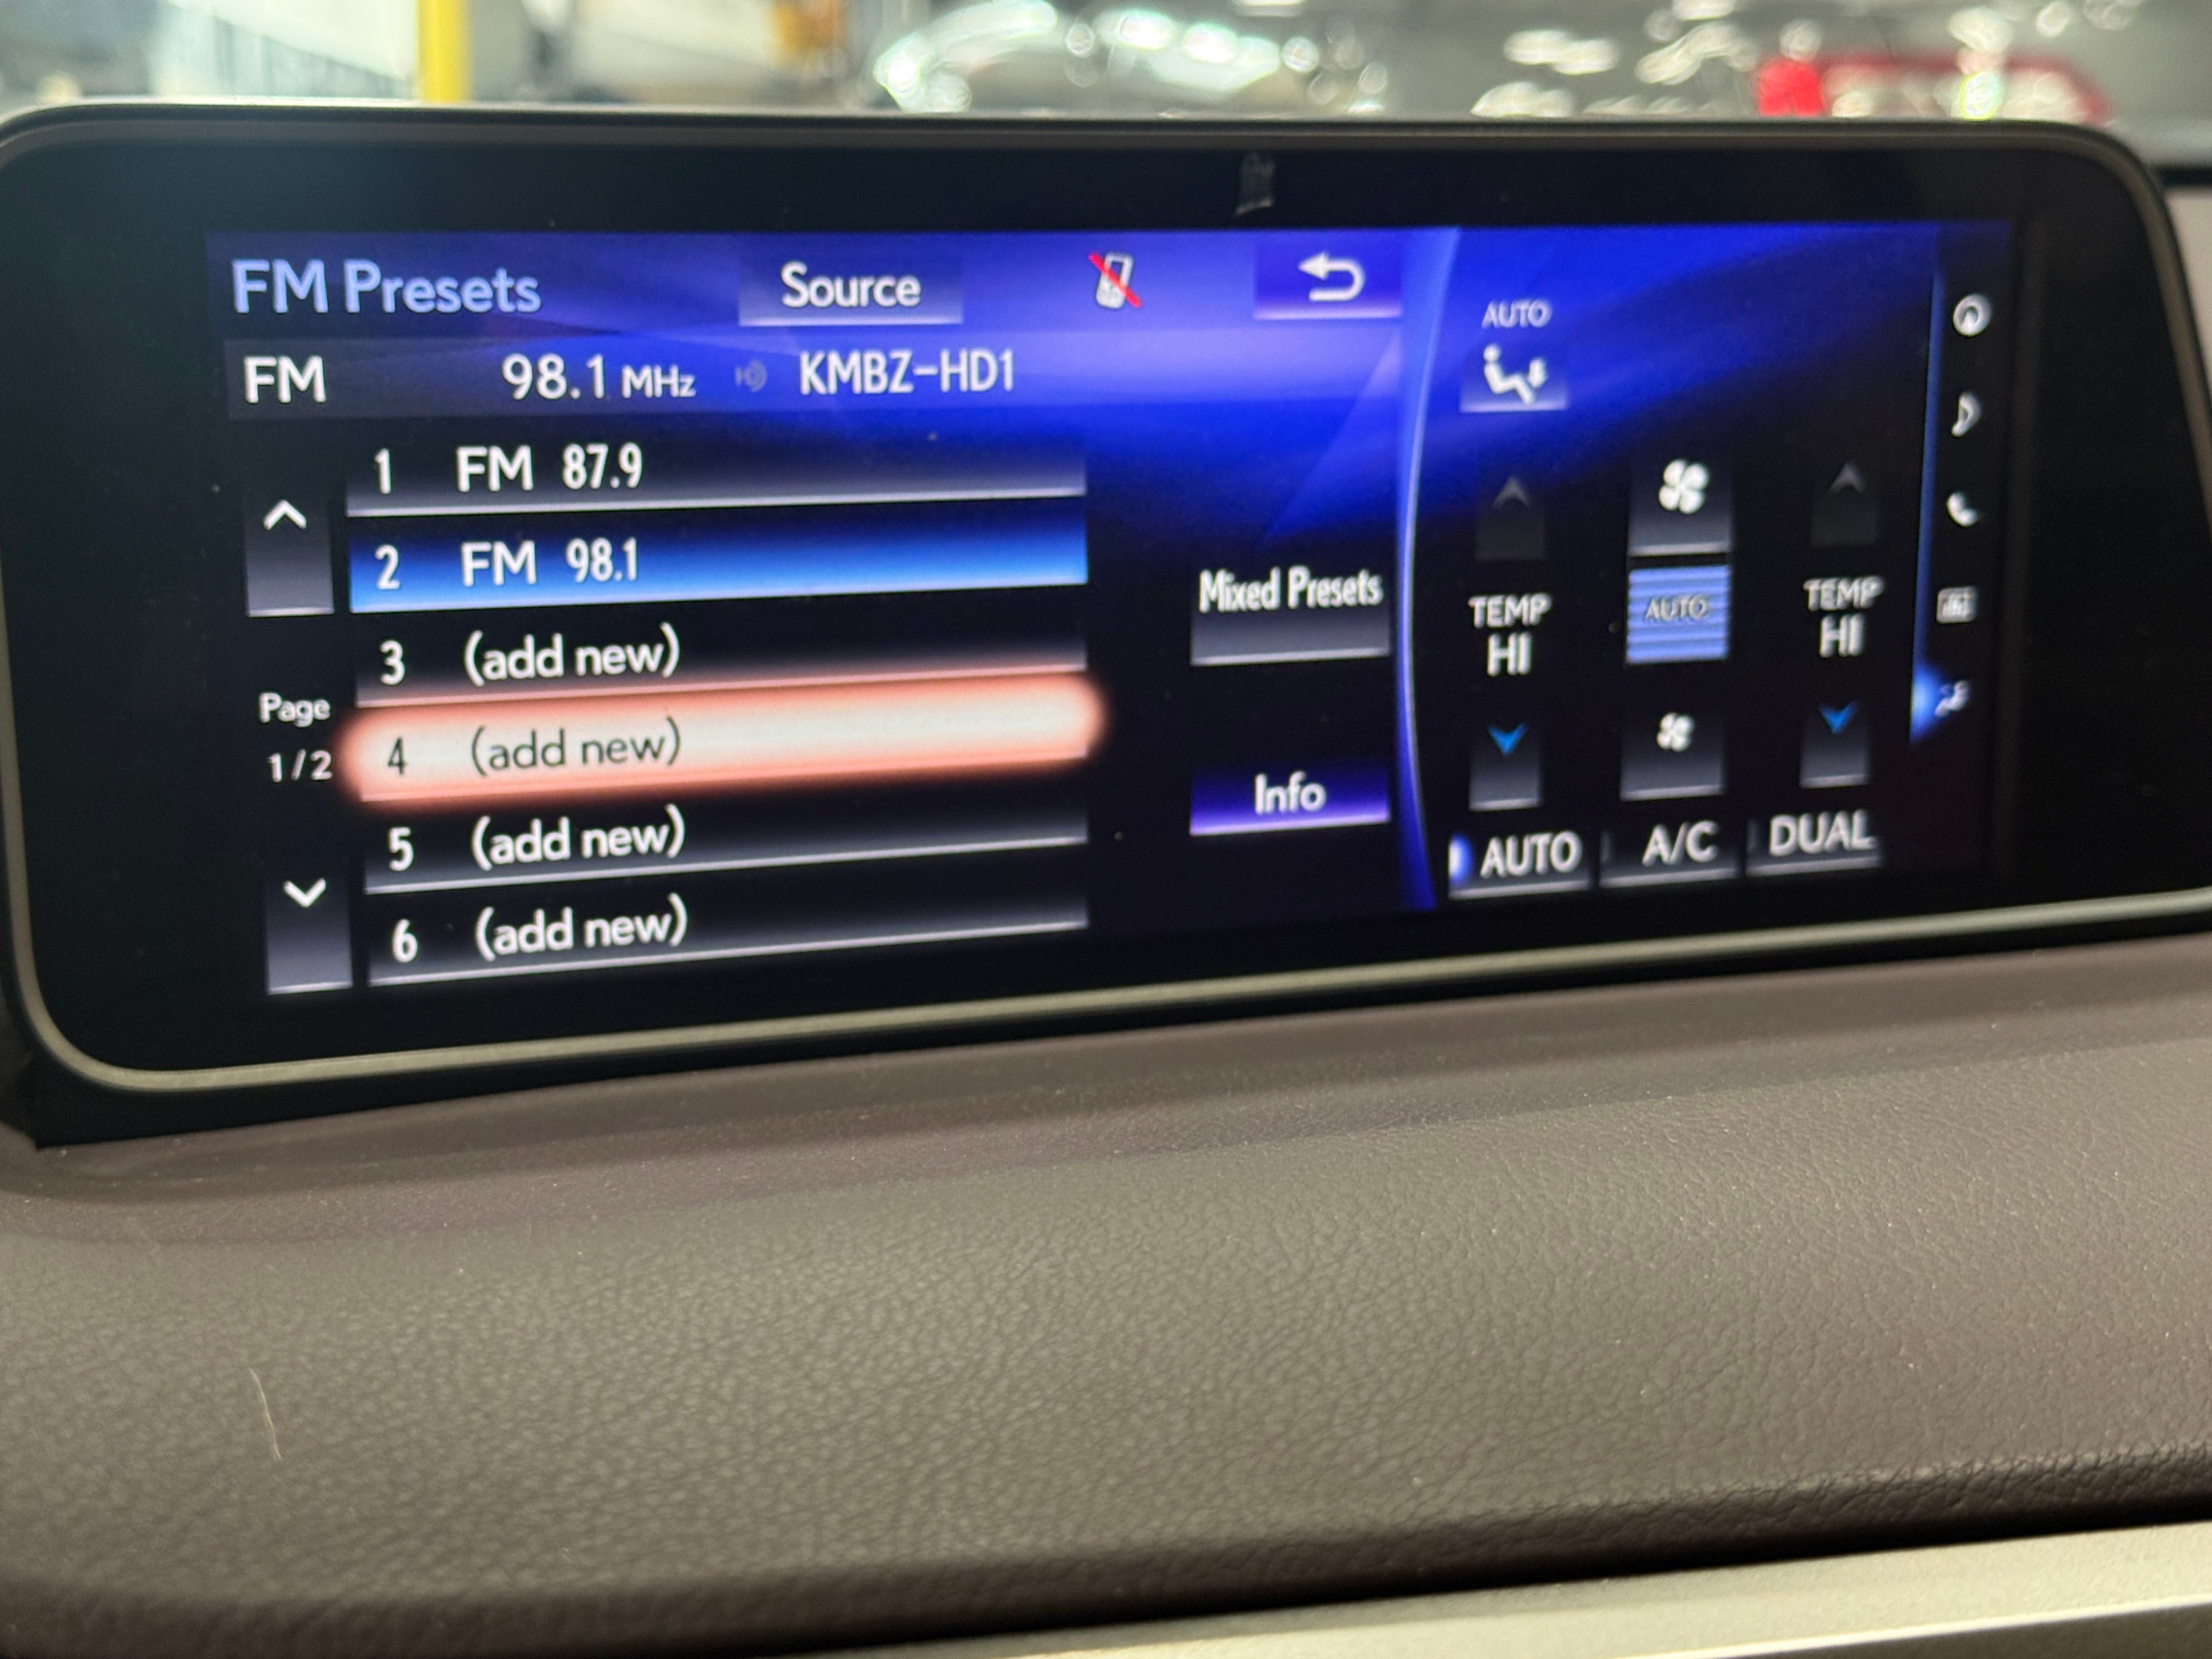 FM Presets
Source
FM 98.1 MHz KMBZ-HD1
1 FM 87.9
2 FM 98.1
3 (add new)
4 (add new)
5 (add new)
6 (add new)
Page
1/2
Mixed Presets
Info
AUTO
TEMP
HI
AUTO
TEMP
HI
AUTO
A/C
DUAL